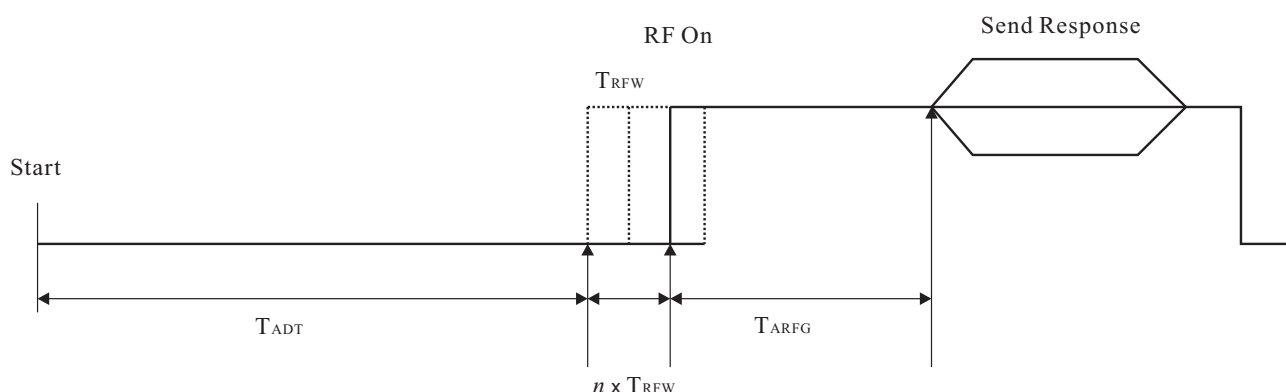 Send Response
RF On
TRFW
Start
TADT
TARFG
n x TRFW